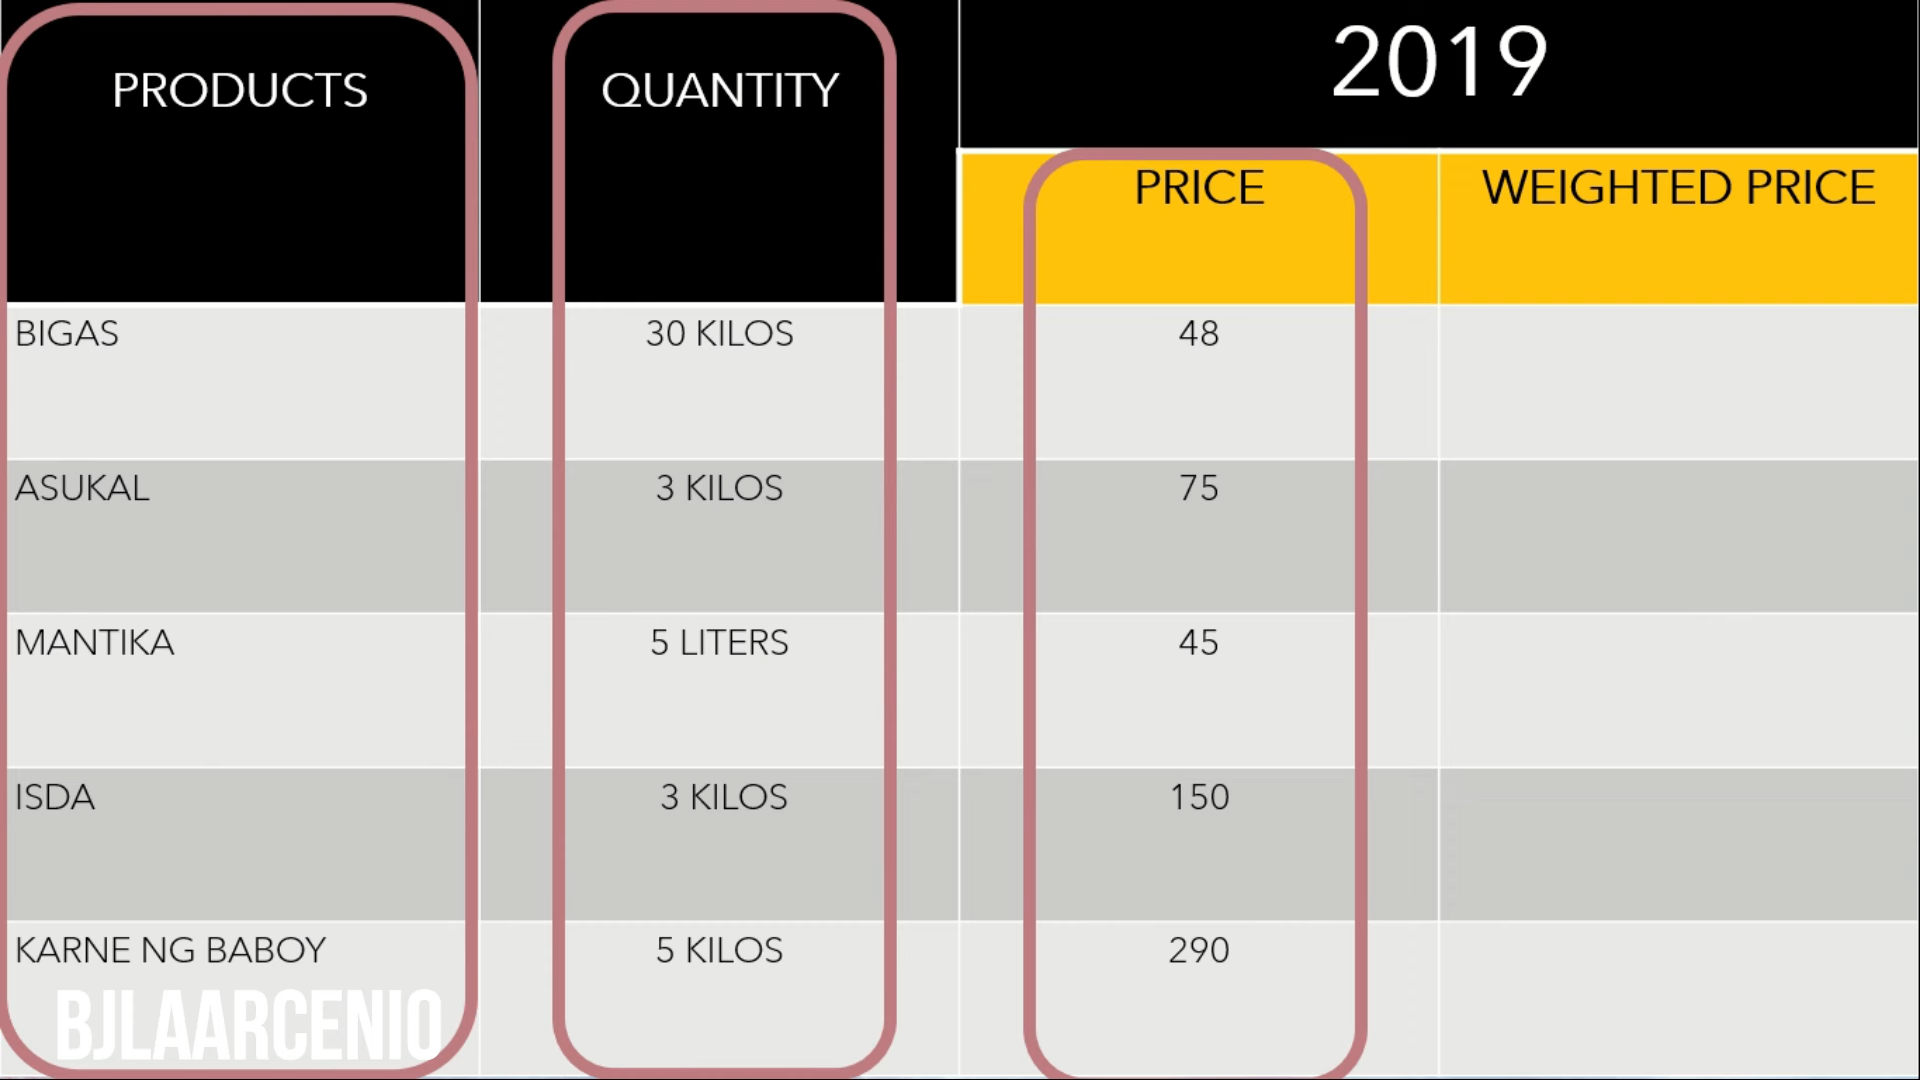 PRODUCTS
QUANTITY
2019
PRICE
WEIGHTED PRICE
BIGAS
30 KILOS
48
ASUKAL
3 KILOS
75
MANTIKA
5 LITERS
45
ISDA
3 KILOS
150
KARNE NG BABOY
5 KILOS
290
BJLAARCENIO